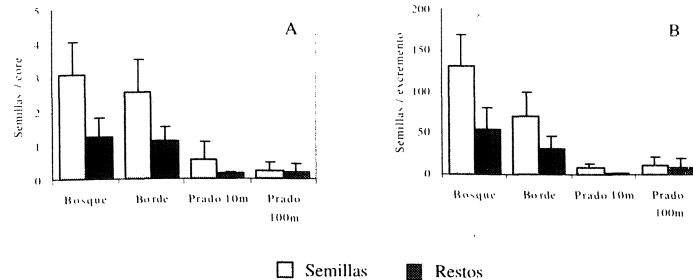 A
5
4
3
2
1
0
Semillas / core
Bosque Borde Prado 10m Prado 100m
B
200
150
100
50
0
Semillas / excremento
Bosque Borde Prado 10m Prado 100m
Semillas Restos